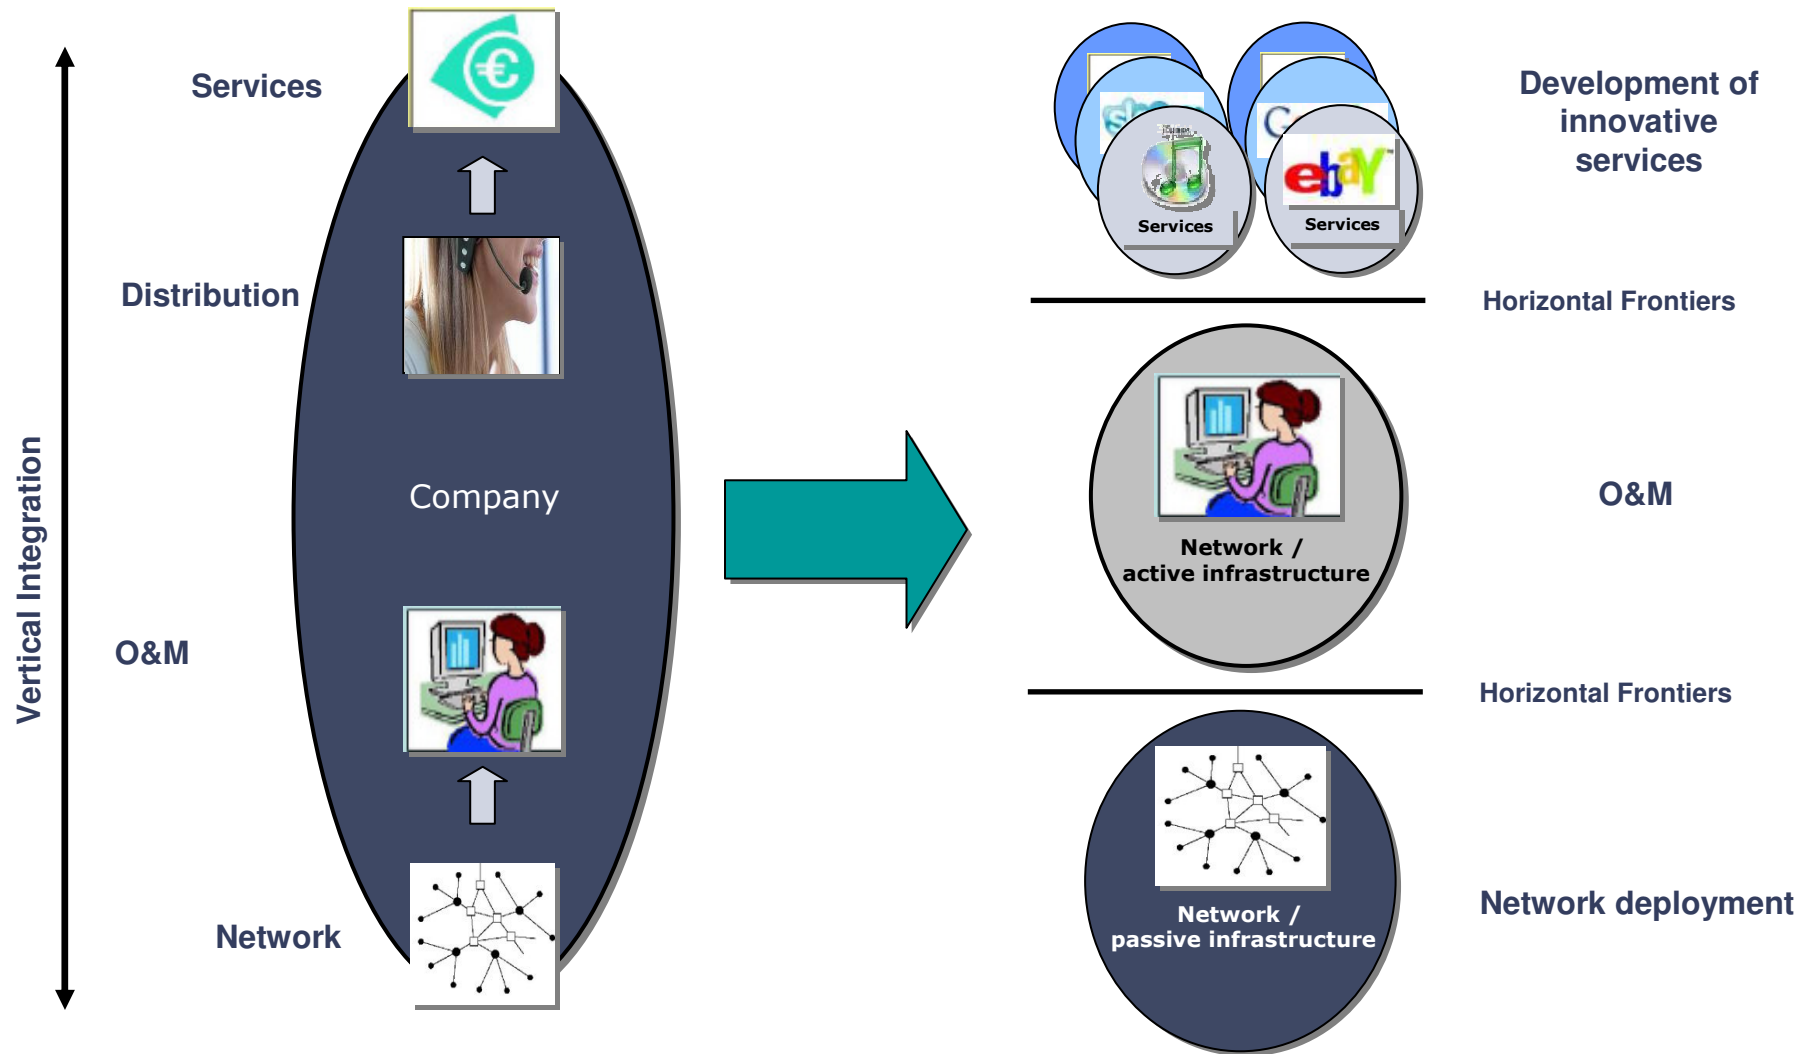 Services
Distribution
Company
Vertical Integration
O&M
Network
Services
ebaY
Services
Development of
innovative
services
Horizontal Frontiers
Network /
active infrastructure
O&M
Horizontal Frontiers
Network /
passive infrastructure
Network deployment